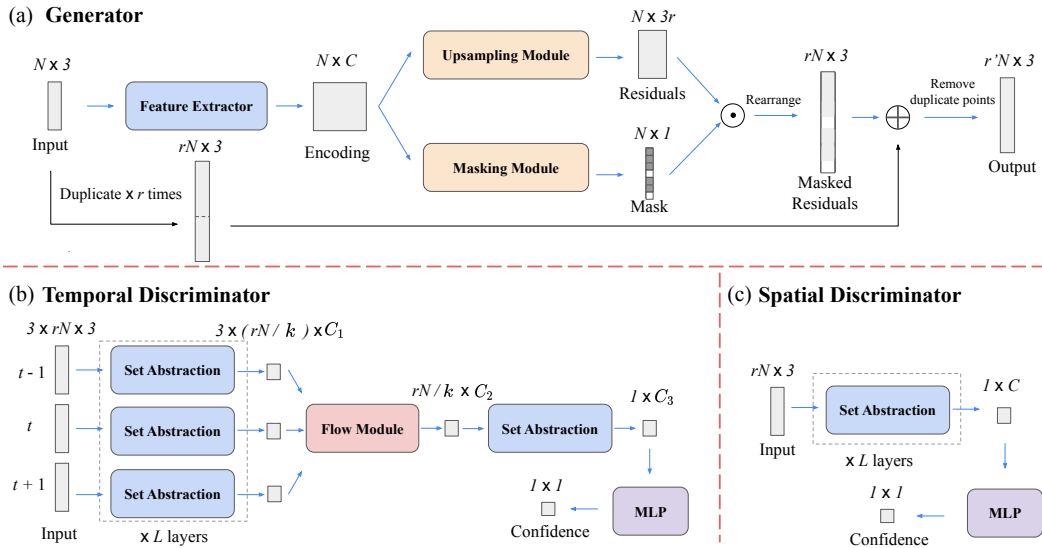 (a) Generator
N x 3
Input
Feature Extractor
N x C
Encoding
Upsampling Module
Masking Module
N x 3r
Residuals
N x 1
Mask
Rearrange
rN x 3
Masked
Residuals
Remove
duplicate points
r'N x 3
Output
rN x 3
Duplicate x r times
(b) Temporal Discriminator
3 x rN x 3
t - 1
t
t + 1
Input
Set Abstraction
Set Abstraction
Set Abstraction
x L layers
3 x (rN / k ) x C1
Flow Module
rN / k x C2
Set Abstraction
1 x C3
MLP
1 x 1
Confidence
(c) Spatial Discriminator
rN x 3
Input
Set Abstraction
x L layers
1 x C
MLP
1 x 1
Confidence